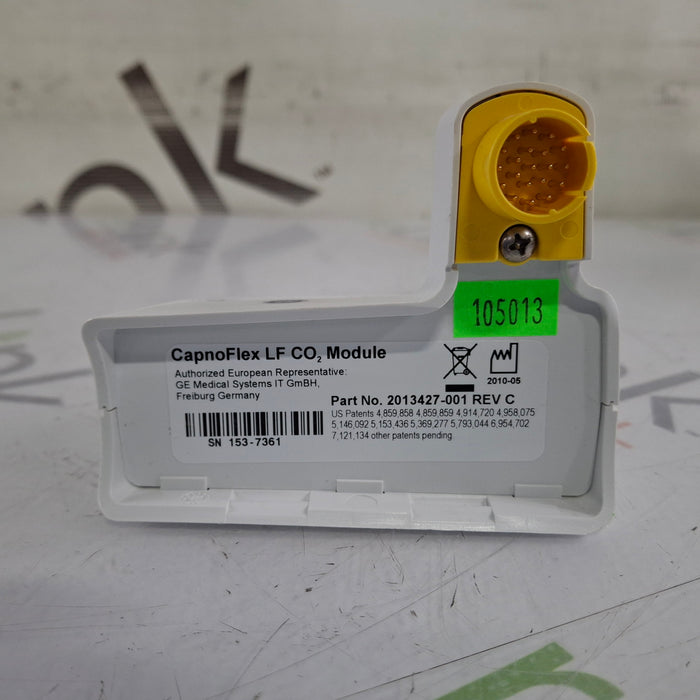 105013
CapnoFlex LF CO₂ Module
Authorized European Representative:
GE Medical Systems IT GmBH,
Freiburg Germany
2010-05
Part No. 2013427-001 REV C
US Patents 4,859,858 4,859,859 4,914,720 4,958,075
5,146,092 5,153,436 5,369,277 5,793,044 6,954,702
7,121,134 other patents pending
SN 153-7361